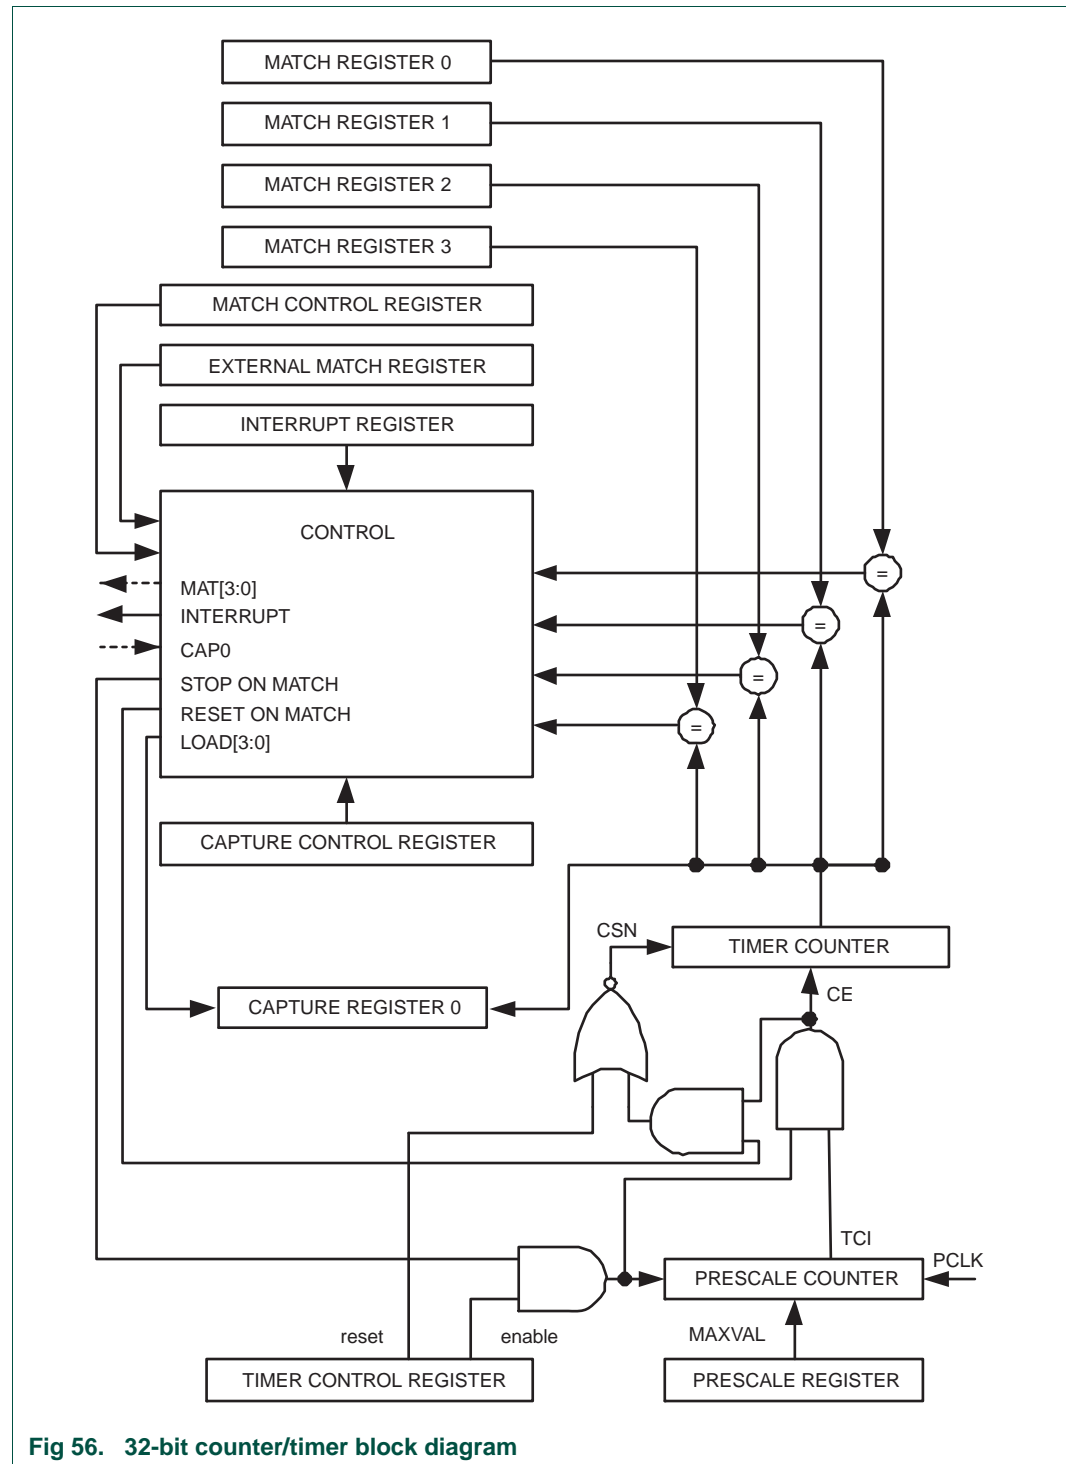 MATCH REGISTER 0
MATCH REGISTER 1
MATCH REGISTER 2
MATCH REGISTER 3
MATCH CONTROL REGISTER
EXTERNAL MATCH REGISTER
INTERRUPT REGISTER
CONTROL
=
MAT[3:0]
INTERRUPT
=
CAP0
STOP ON MATCH
=
RESET ON MATCH
=
LOAD[3:0]
CAPTURE CONTROL REGISTER
CSN
TIMER COUNTER
CE
CAPTURE REGISTER 0
TCI
PCLK
PRESCALE COUNTER
reset
enable
MAXVAL
TIMER CONTROL REGISTER
PRESCALE REGISTER
Fig 56. 32-bit counter/timer block diagram